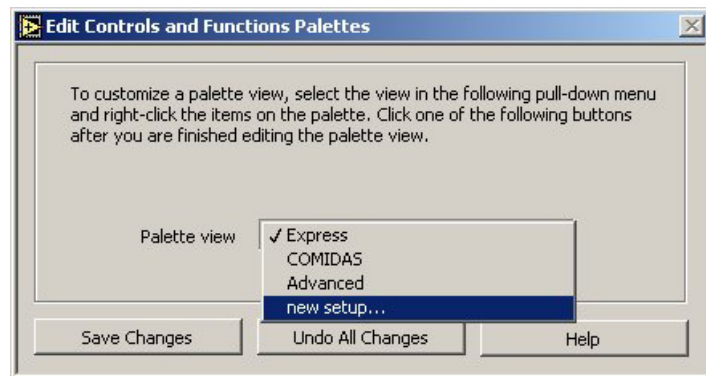 Edit Controls and Functions Palettes
To customize a palette view, select the view in the following pull-down menu
and right-click the items on the palette. Click one of the following buttons
after you are finished editing the palette view.
Palette view
Express
COMIDAS
Advanced
new setup...
Save Changes
Undo All Changes
Help